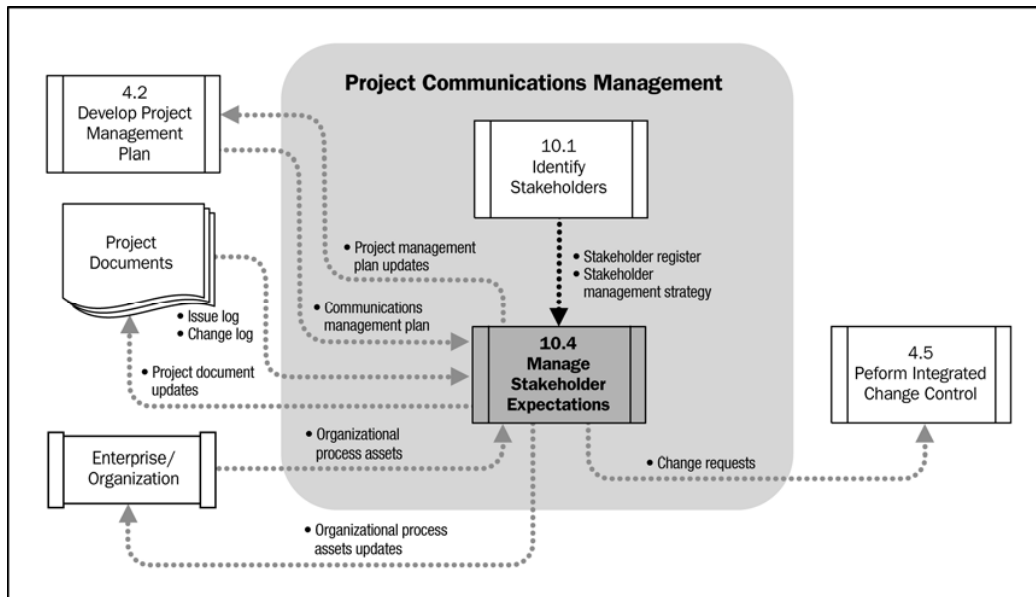 Project Communications Management
4.2
Develop Project
Management
Plan
10.1
Identify
Stakeholders
Project
Documents
• Project management
plan updates
• Stakeholder register
• Stakeholder
management strategy
• Issue log
• Change log
• Communications
management plan
10.4
Manage
Stakeholder
Expectations
4.5
Peform Integrated
Change Control
• Project document
updates
Enterprise/
Organization
• Organizational
process assets
• Change requests
• Organizational process
assets updates